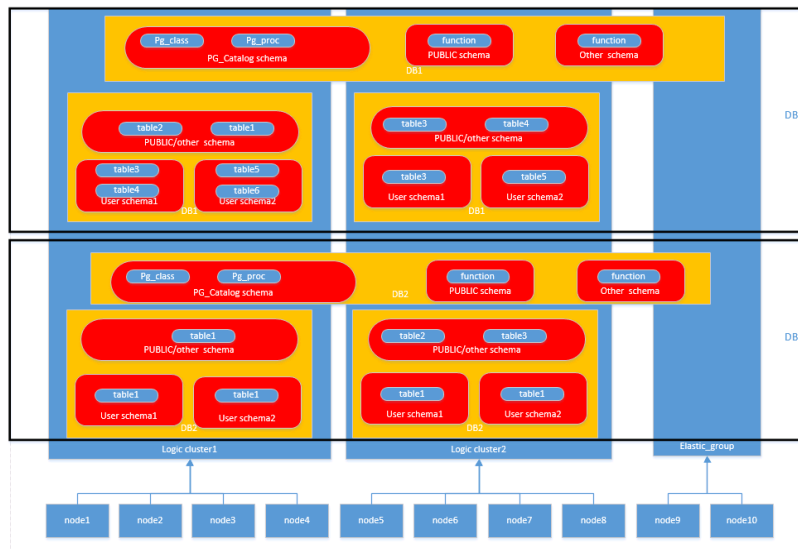 Pg_class
Pg_proc
PG_Catalog schema
function
PUBLIC schema
function
Other schema
DB1
DB
table2
table1
PUBLIC/other schema
table3
table4
User schema1
table5
table6
User schema2
DB1
table3
table4
PUBLIC/other schema
table3
User schema1
table5
User schema2
DB1
Pg_class
Pg_proc
PG_Catalog schema
function
PUBLIC schema
function
Other schema
DB2
DB
table1
PUBLIC/other schema
table1
User schema1
table1
User schema2
DB2
table2
table3
PUBLIC/other schema
table1
User schema1
table1
User schema2
DB2
Logic cluster1
Logic cluster2
Elastic_group
node1
node2
node3
node4
node5
node6
node7
node8
node9
node10